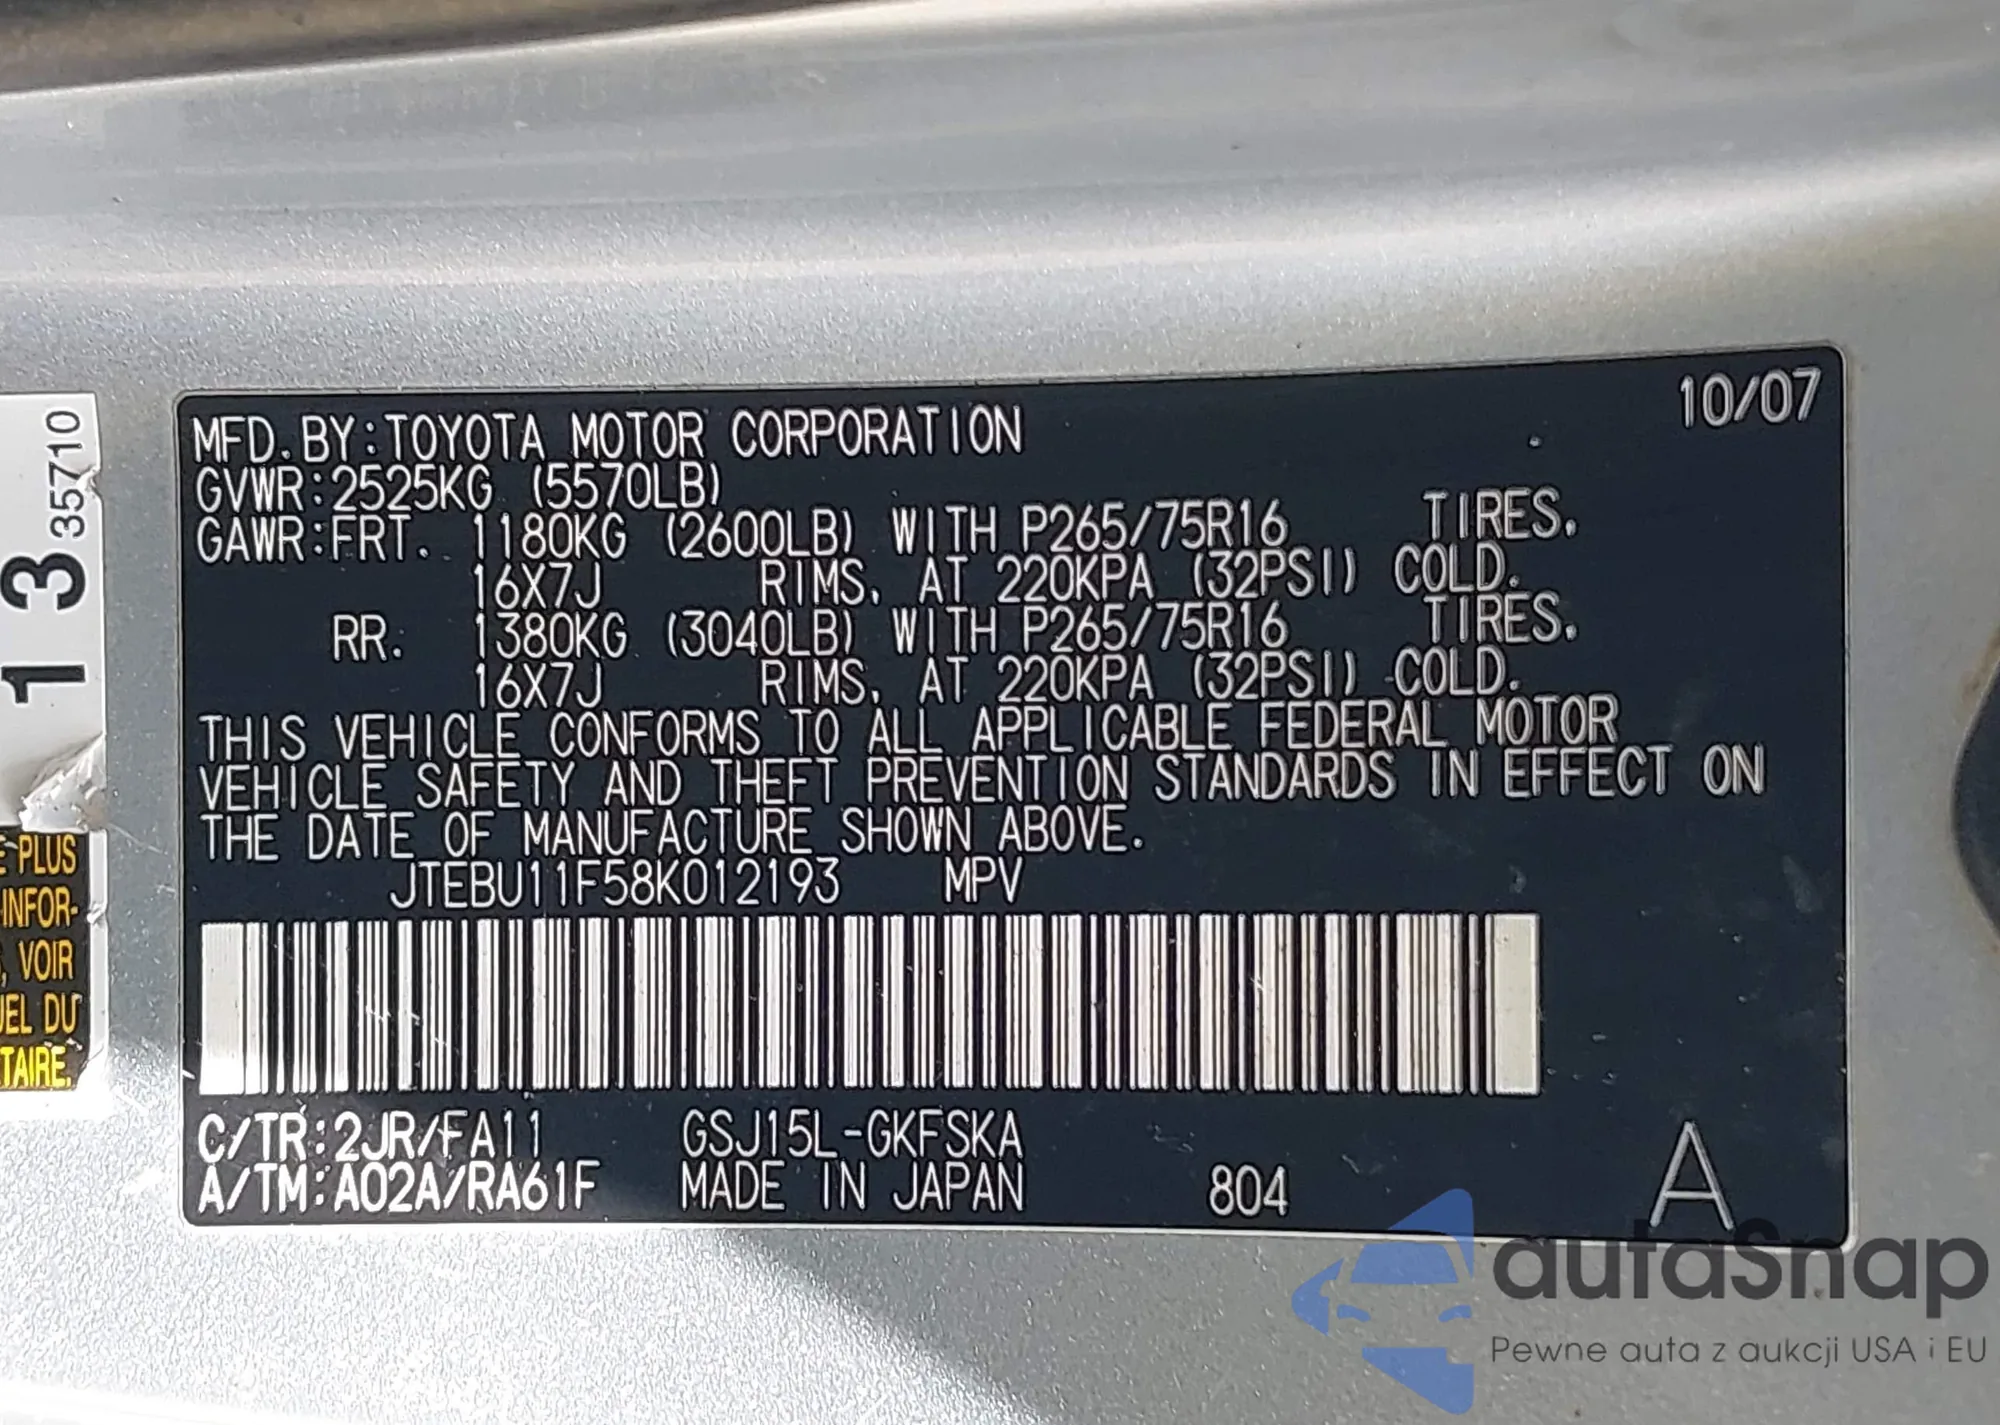 10/07
MFD. BY:TOYOTA MOTOR CORPORATION
GVWR:2525KG (5570LB)
GAWR:FRT. 1180KG (2600LB) WITH P265/75R16 TIRES.
16X7J RIMS, AT 220KPA (32PSI) COLD.
RR. 1380KG (3040LB) WITH P265/75R16 TIRES.
16X7J RIMS, AT 220KPA (32PSI) COLD.
THIS VEHICLE CONFORMS TO ALL APPLICABLE FEDERAL MOTOR
VEHICLE SAFETY AND THEFT PREVENTION STANDARDS IN EFFECT ON
THE DATE OF MANUFACTURE SHOWN ABOVE.
JTEBU11F58K012193 MPV
C/TR:2JR/FA11 GSJ15L-GKFSKA
A/TM:A02A/RA61F MADE IN JAPAN 804 A
13 35710
PLUS
INFOR-
, VOIR
DU
autaSnap
Pewne auta z aukcji USA i EU